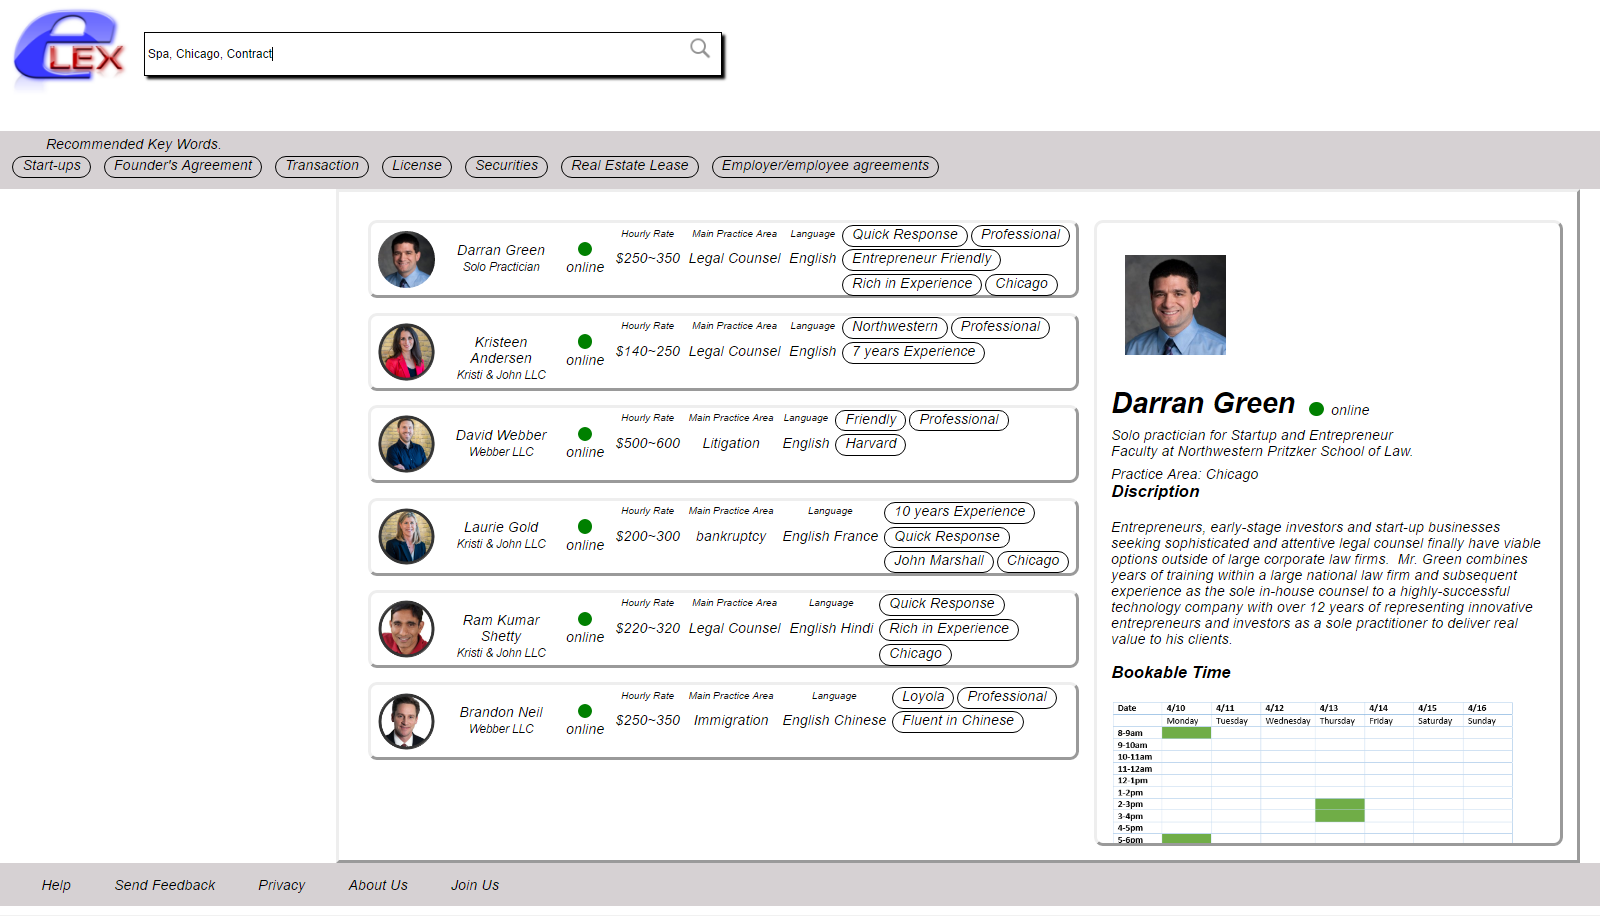 eLEX
Spa, Chicago, Contract
Recommended Key Words.
Start-ups Founder's Agreement Transaction License Securities Real Estate Lease Employer/employee agreements
Darran Green
Solo Practician
online
Hourly Rate Main Practice Area Language
$250~350 Legal Counsel English
Quick Response Professional
Entrepreneur Friendly
Rich in Experience Chicago
Kristeen
Andersen
Kristi & John LLC
online
Hourly Rate Main Practice Area Language
$140~250 Legal Counsel English
Northwestern Professional
7 years Experience
David Webber
Webber LLC
online
Hourly Rate Main Practice Area Language
$500~600 Litigation English
Friendly Professional
Harvard
Laurie Gold
Kristi & John LLC
online
Hourly Rate Main Practice Area Language
$200~300 bankruptcy English France
10 years Experience
Quick Response
John Marshall Chicago
Ram Kumar
Shetty
Kristi & John LLC
online
Hourly Rate Main Practice Area Language
$220~320 Legal Counsel English Hindi
Quick Response
Rich in Experience
Chicago
Brandon Neil
Webber LLC
online
Hourly Rate Main Practice Area Language
$250~350 Immigration English Chinese
Loyola Professional
Fluent in Chinese
Darran Green online
Solo practician for Startup and Entrepreneur
Faculty at Northwestern Pritzker School of Law.
Practice Area: Chicago
Discription
Entrepreneurs, early-stage investors and start-up businesses
seeking sophisticated and attentive legal counsel finally have viable
options outside of large corporate law firms. Mr. Green combines
years of training within a large national law firm and subsequent
experience as the sole in-house counsel to a highly-successful
technology company with over 12 years of representing innovative
entrepreneurs and investors as a sole practitioner to deliver real
value to his clients.
Bookable Time
Date 4/10 4/11 4/12 4/13 4/14 4/15 4/16
Monday Tuesday Wednesday Thursday Friday Saturday Sunday
8-9am
9-10am
10-11am
11-12am
12-1pm
1-2pm
2-3pm
3-4pm
4-5pm
5-6pm
Help Send Feedback Privacy About Us Join Us